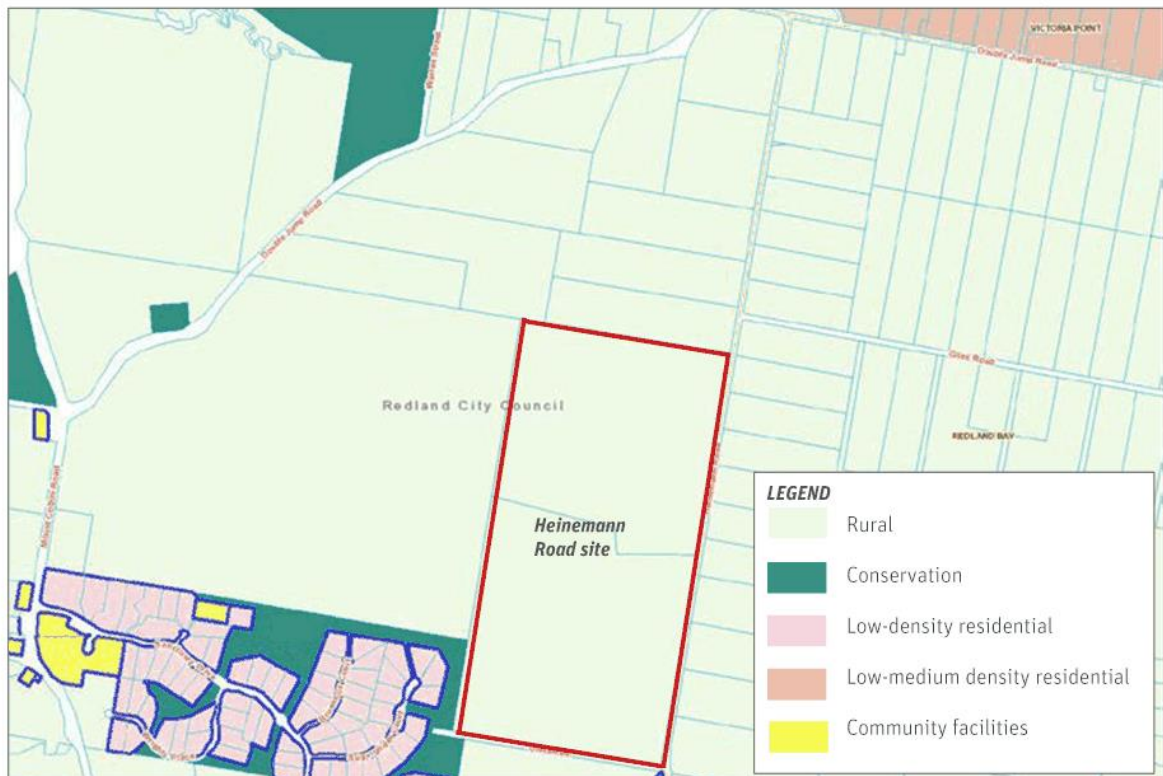 VICTORIA POINT
Double Jump Road
Double Jump Road
Redland City Council
Giles Road
REDLAND BAY
Heinemann
Road site
LEGEND
Rural
Conservation
Low-density residential
Low-medium density residential
Community facilities